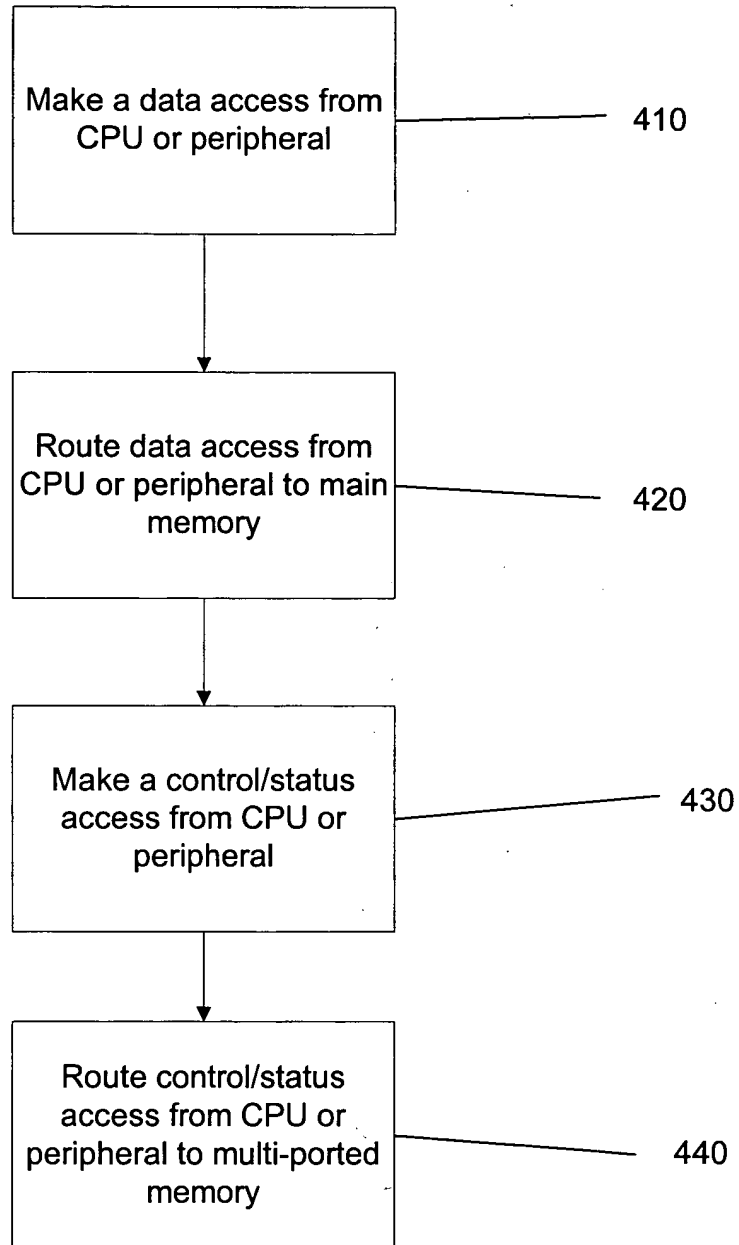 Make a data access from
CPU or peripheral
410
Route data access from
CPU or peripheral to main
memory
420
Make a control/status
access from CPU or
peripheral
430
Route control/status
access from CPU or
peripheral to multi-ported
memory
440